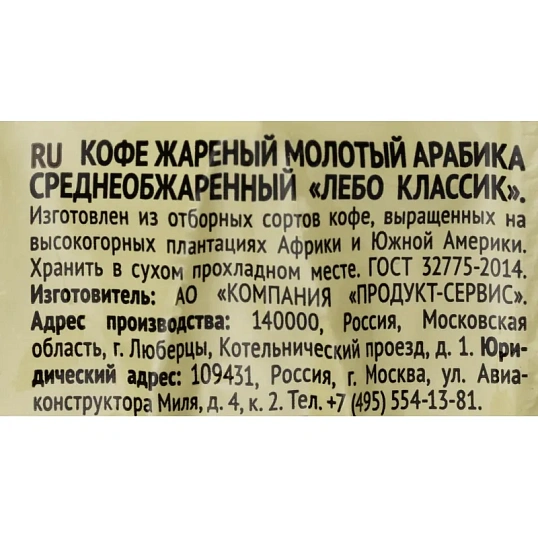 RU КОФЕ ЖАРЕНЫЙ МОЛОТЫЙ АРАБИКА
СРЕДНЕОБЖАРЕННЫЙ «ЛЕБО КЛАССИК».
Изготовлен из отборных сортов кофе, выращенных на
высокогорных плантациях Африки и Южной Америки.
Хранить в сухом прохладном месте. ГОСТ 32775-2014.
Изготовитель: АО «КОМПАНИЯ «ПРОДУКТ-СЕРВИС».
Адрес производства: 140000, Россия, Московская
область, г. Люберцы, Котельнический проезд, д. 1. Юри-
дический адрес: 109431, Россия, г. Москва, ул. Авиа-
конструктора Миля, д. 4, к. 2. Тел. +7 (495) 554-13-81.